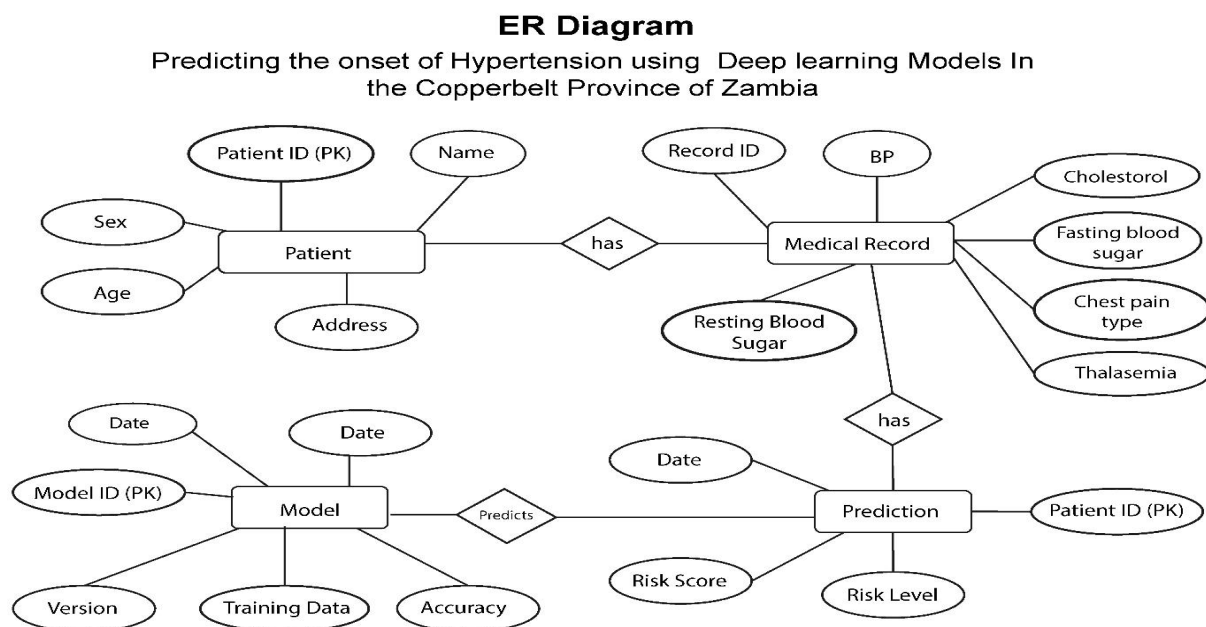 ER Diagram
Predicting the onset of Hypertension using Deep learning Models In
the Copperbelt Province of Zambia
Patient ID (PK)
Name
Record ID
BP
Cholestorol
Sex
Patient
has
Medical Record
Fasting blood
sugar
Age
Address
Resting Blood
Sugar
Chest pain
type
Thalasemia
Date
Date
has
Date
Model ID (PK)
Model
Predicts
Prediction
Patient ID (PK)
Version
Training Data
Accuracy
Risk Score
Risk Level